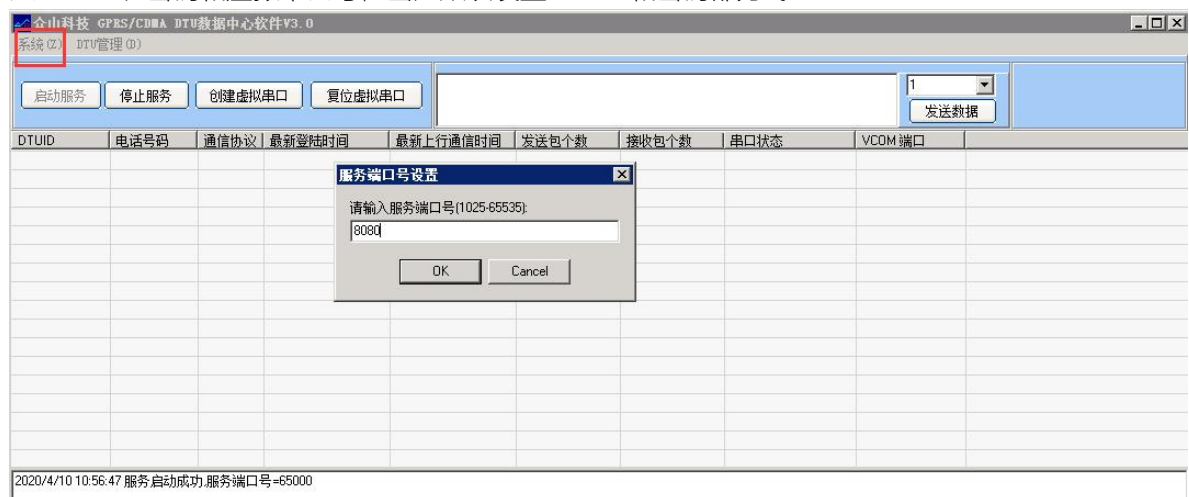 众山科技 GPRS/CDMA DTU数据中心软件V3.0
系统(Z) DTU管理(D)
启动服务 停止服务 创建虚拟串口 复位虚拟串口 1
发送数据
DTUID 电话号码 通信协议 最新登陆时间 最新上行通信时间 发送包个数 接收包个数 串口状态 VCOM端口
服务端口号设置
请输入服务端口号(1025-65535):
8080
OK Cancel
2020/4/10 10:56:47 服务启动成功.服务端口号=65000